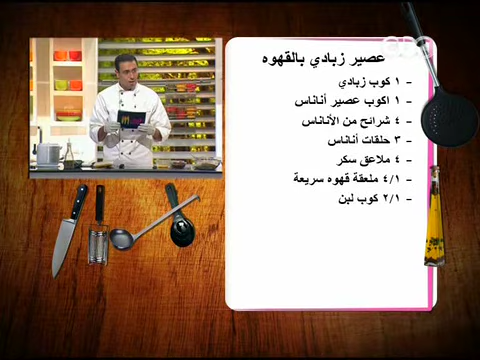 عصير زبادي بالقهوه
- ١ كوب زبادي
- ١ اكوب عصير أناناس
- ٤ شرائح من الأناناس
- ٣ حلقات أناناس
- ٤ ملاعق سكر
- ٤/١ ملعقة قهوه سريعة
- ٢/١ كوب لبن